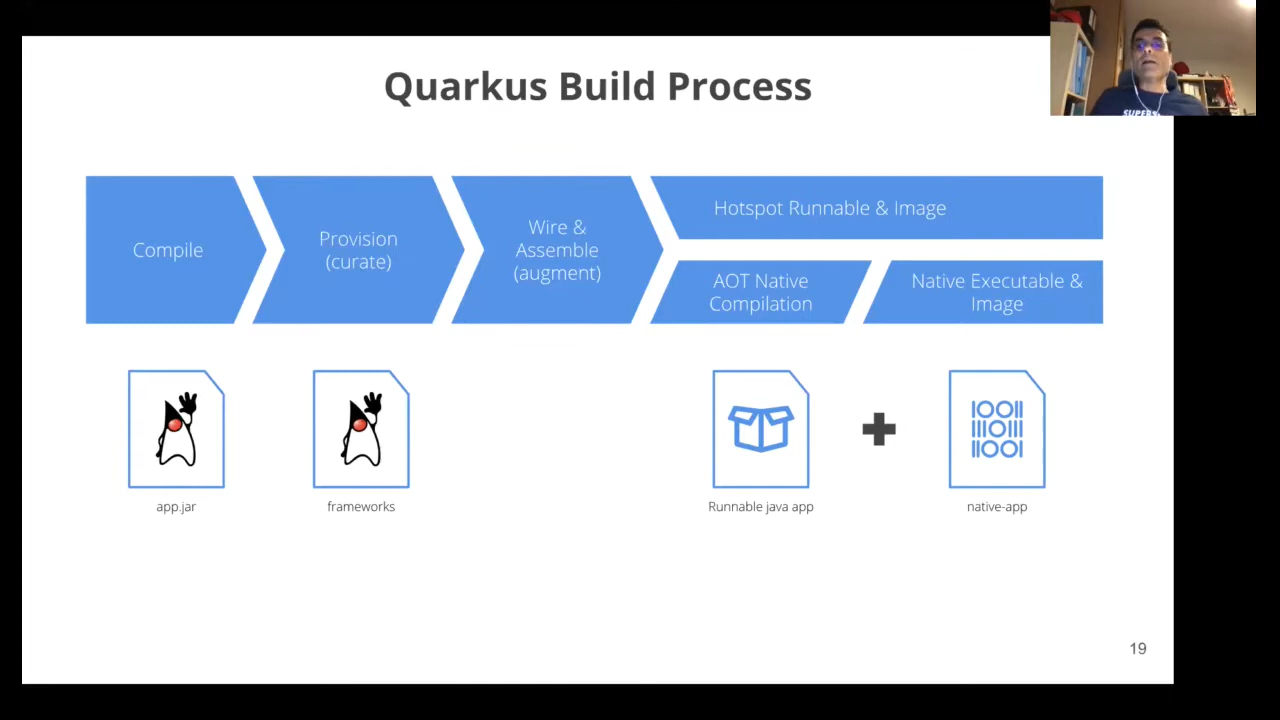 Quarkus Build Process
Compile
Provision
(curate)
Wire &
Assemble
(augment)
Hotspot Runnable & Image
AOT Native
Compilation
Native Executable &
Image
app.jar
frameworks
Runnable java app
native-app
19